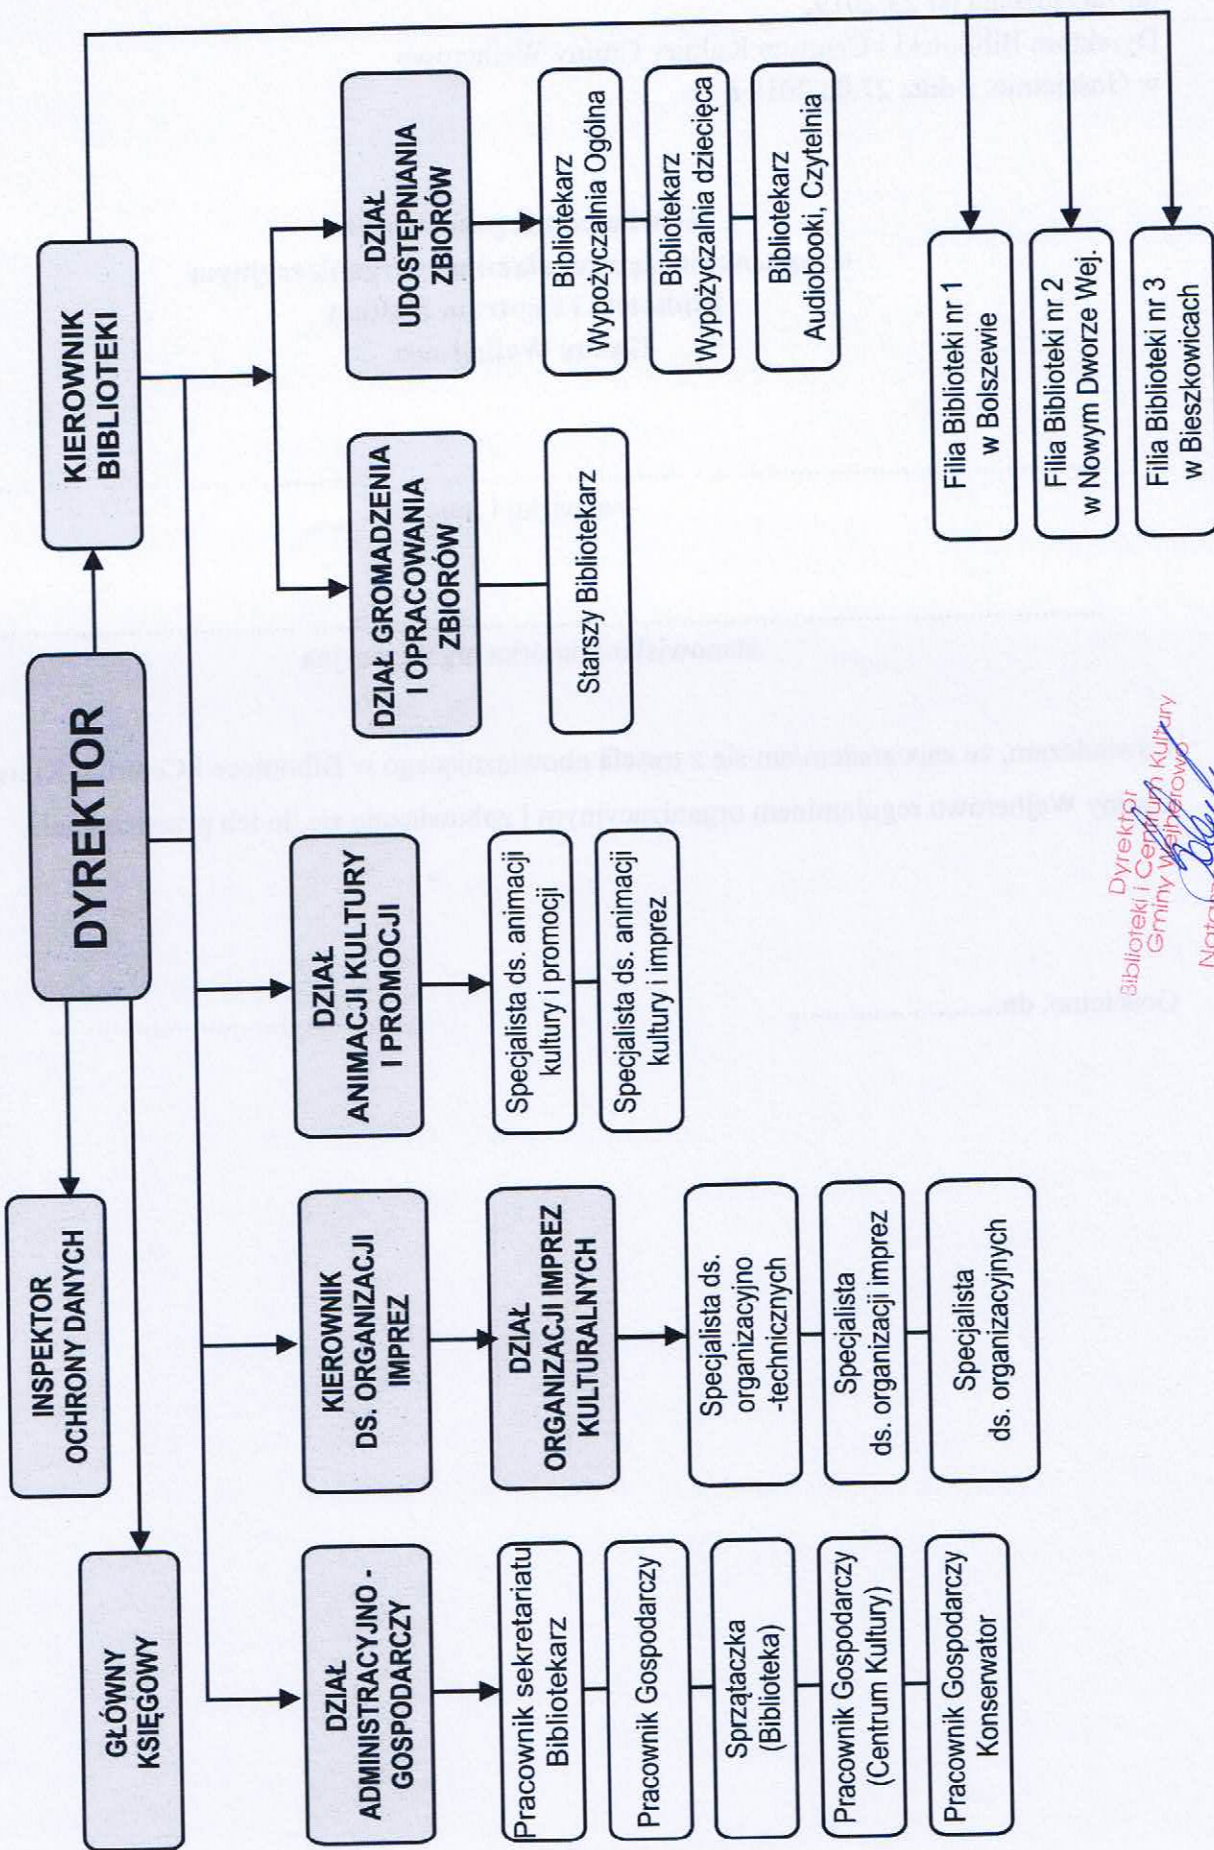 DYREKTOR
INSPEKTOR
OCHRONY DANYCH
GŁÓWNY
KSIĘGOWY
KIEROWNIK
BIBLIOTEKI
DZIAŁ
ADMINISTRACYJNO -
GOSPODARCZY
Pracownik sekretariatu
Bibliotekarz
Pracownik Gospodarczy
Sprzątaczka
(Biblioteka)
Pracownik Gospodarczy
(Centrum Kultury)
Pracownik Gospodarczy
Konserwator
KIEROWNIK
DS. ORGANIZACJI
IMPREZ
DZIAŁ
ORGANIZACJI IMPREZ
KULTURALNYCH
Specjalista ds.
organizacyjno
-technicznych
Specjalista
ds. organizacji imprez
Specjalista
ds. organizacyjnych
DZIAŁ
ANIMACJI KULTURY
I PROMOCJI
Specjalista ds. animacji
kultury i promocji
Specjalista ds. animacji
kultury i imprez
DZIAŁ GROMADZENIA
I OPRACOWANIA
ZBIORÓW
Starszy Bibliotekarz
DZIAŁ
UDOSTĘPNIANIA
ZBIORÓW
Bibliotekarz
Wypożyczalnia Ogólna
Bibliotekarz
Wypożyczalnia dziecięca
Bibliotekarz
Audiobooki, Czytelnia
Filia Biblioteki nr 1
w Bolszewie
Filia Biblioteki nr 2
w Nowym Dworze Wej.
Filia Biblioteki nr 3
w Bieszkowicach
Dyrektor
Biblioteki i Centrum Kultury
Gminy Wejherowo